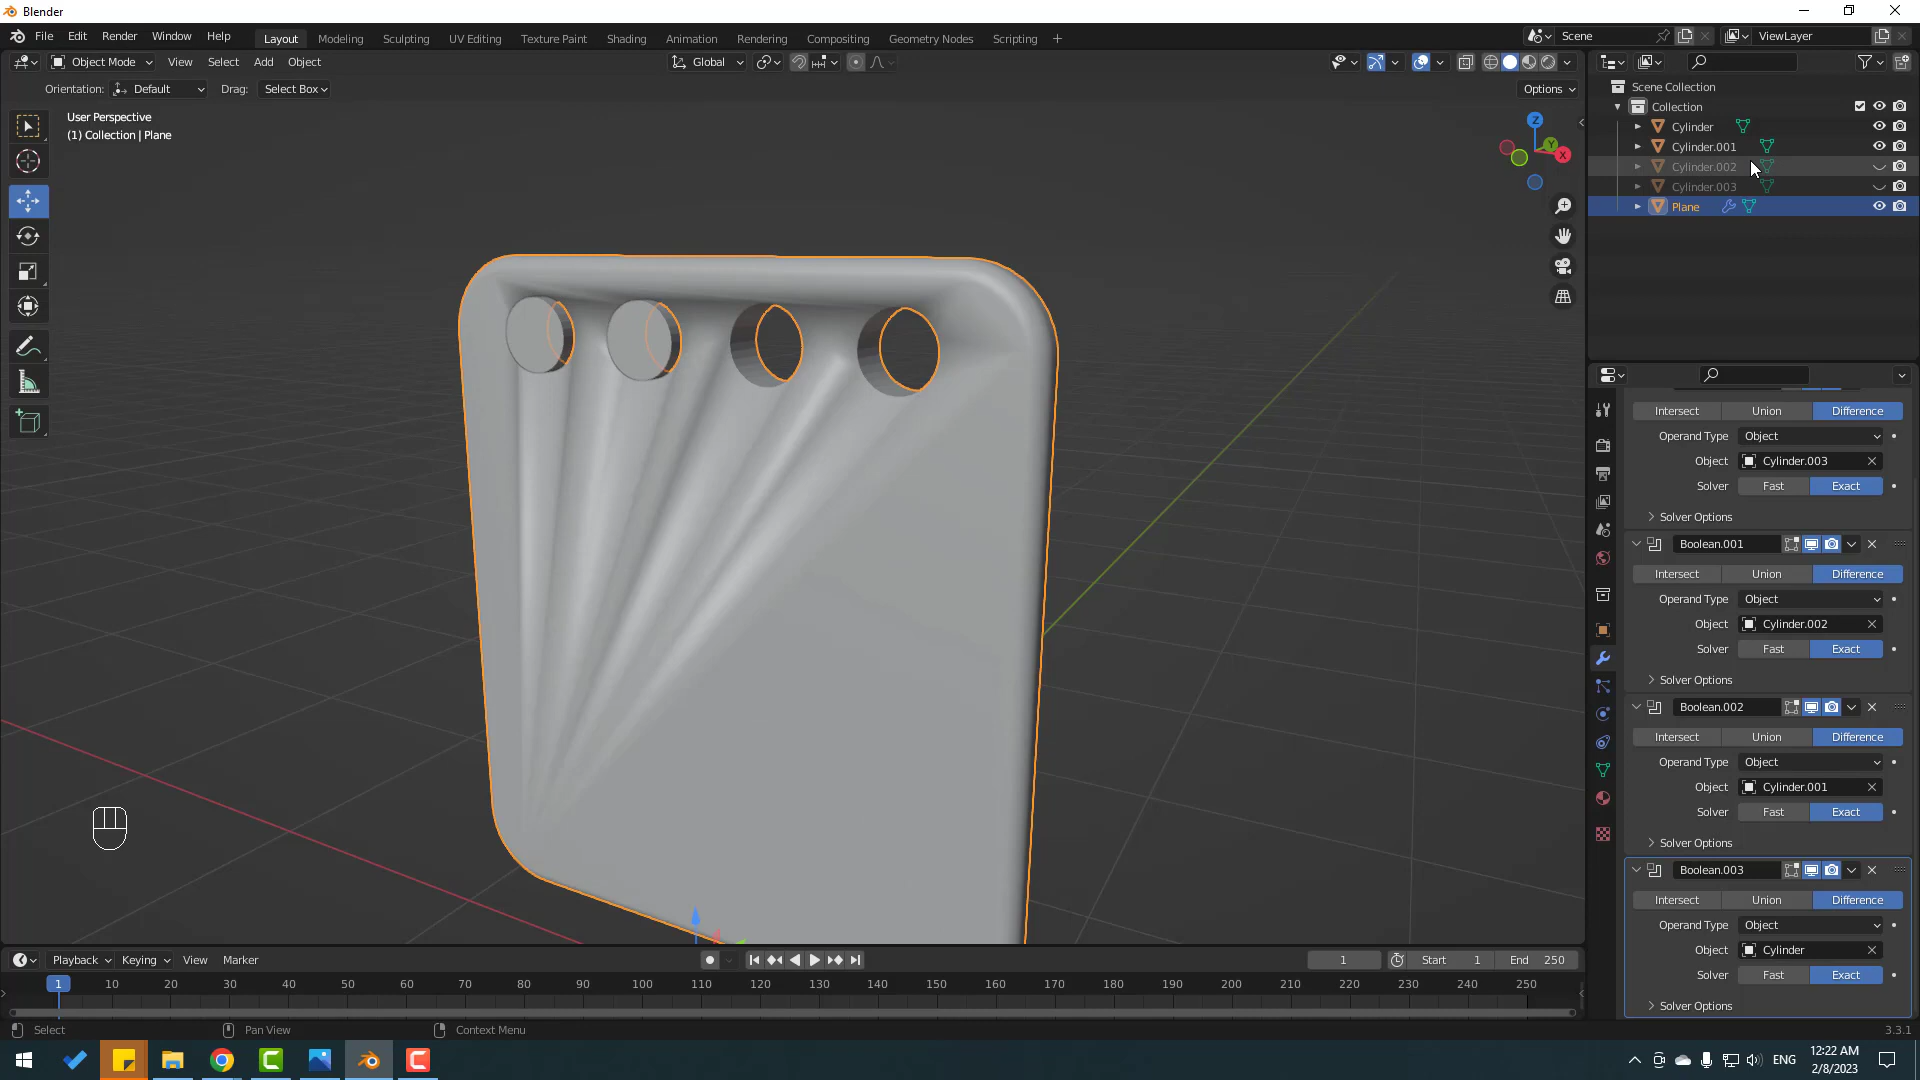 Blender
File Edit Render Window Help Layout Modeling Sculpting UV Editing Texture Paint Shading Animation Rendering Compositing Geometry Nodes Scripting + Scene ViewLayer
Object Mode View Select Add Object Global
Orientation: Default Drag: Select Box Options
User Perspective
(1) Collection | Plane
Z
Y
X
Scene Collection
Collection
Cylinder
Cylinder.001
Cylinder.002
Cylinder.003
Plane
Intersect Union Difference
Operand Type Object
Object Cylinder.003
Solver Fast Exact
Solver Options
Boolean.001
Intersect Union Difference
Operand Type Object
Object Cylinder.002
Solver Fast Exact
Solver Options
Boolean.002
Intersect Union Difference
Operand Type Object
Object Cylinder.001
Solver Fast Exact
Solver Options
Boolean.003
Intersect Union Difference
Operand Type Object
Object Cylinder
Solver Fast Exact
Solver Options
Playback Keying View Marker 1 Start 1 End 250
1 10 20 30 40 50 60 70 80 90 100 110 120 130 140 150 160 170 180 190 200 210 220 230 240 250
Select Pan View Context Menu 3.3.1
ENG 12:22 AM
2/8/2023